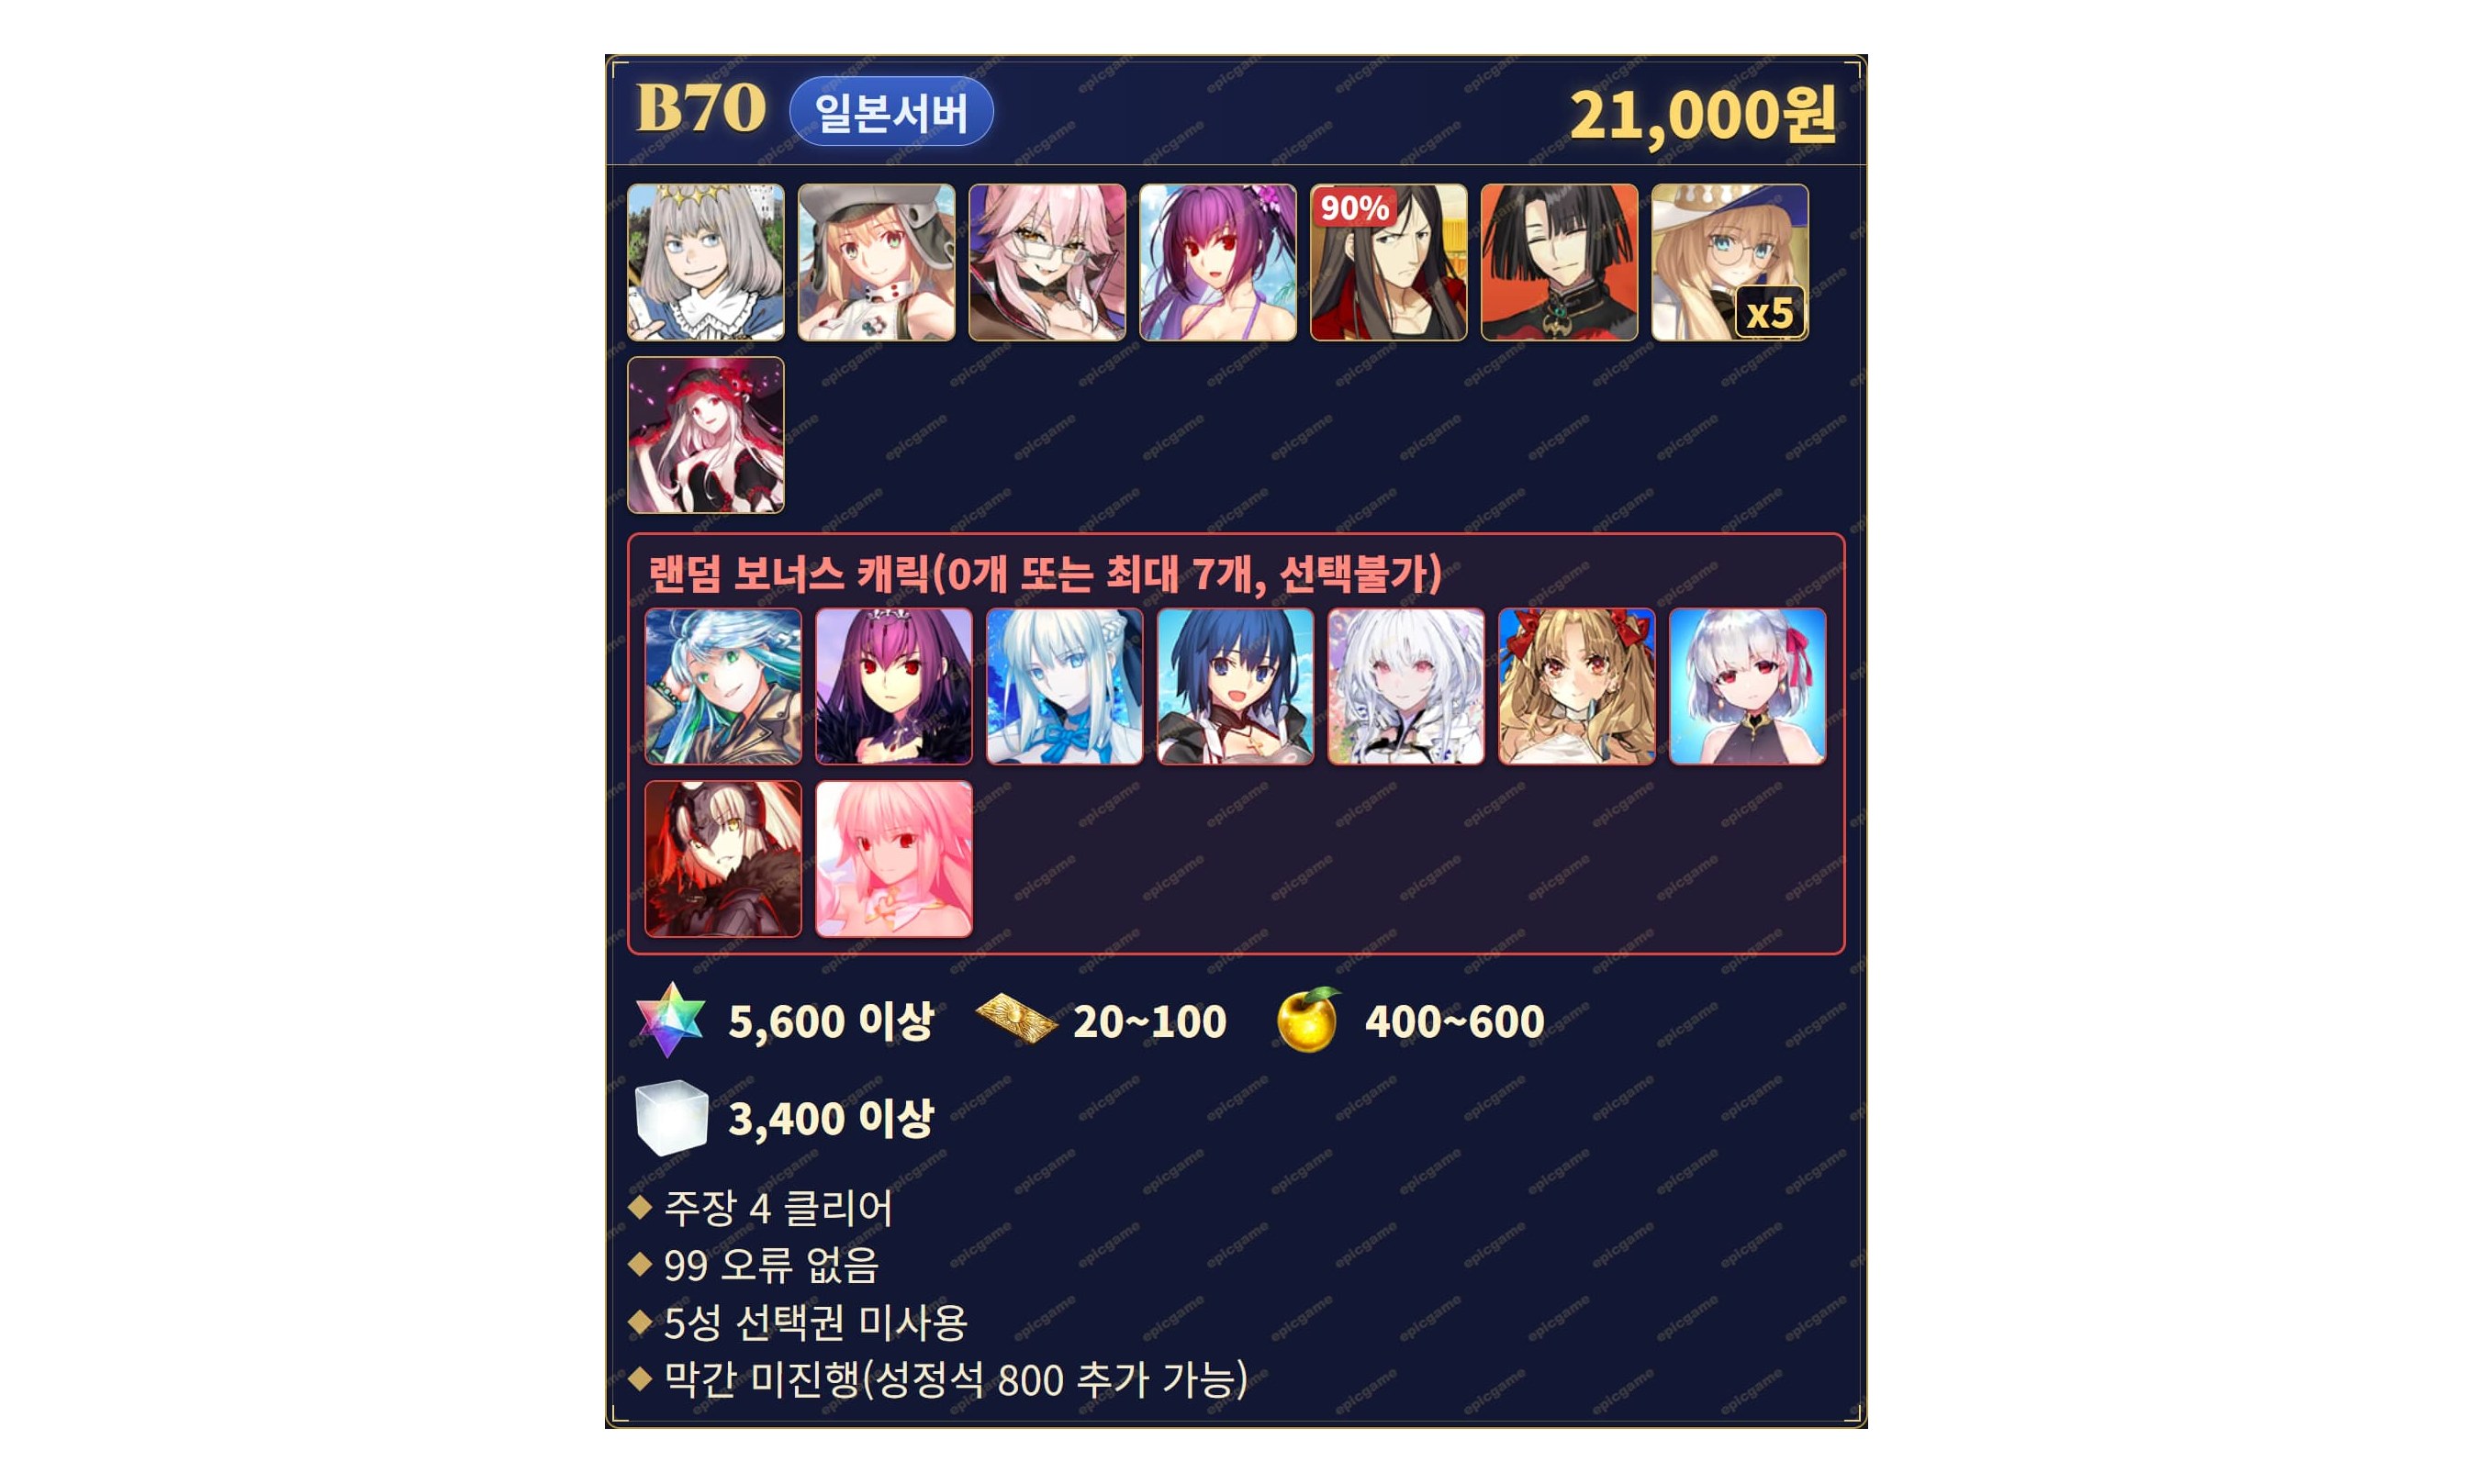 B70 일본서버 21,000원
90%
x5
랜덤 보너스 캐릭(0개 또는 최대 7개, 선택불가)
5,600 이상 20~100 400~600
3,400 이상
◆ 주장 4 클리어
◆ 99 오류 없음
◆ 5성 선택권 미사용
◆ 막간 미진행(성정석 800 추가 가능)
epicgame